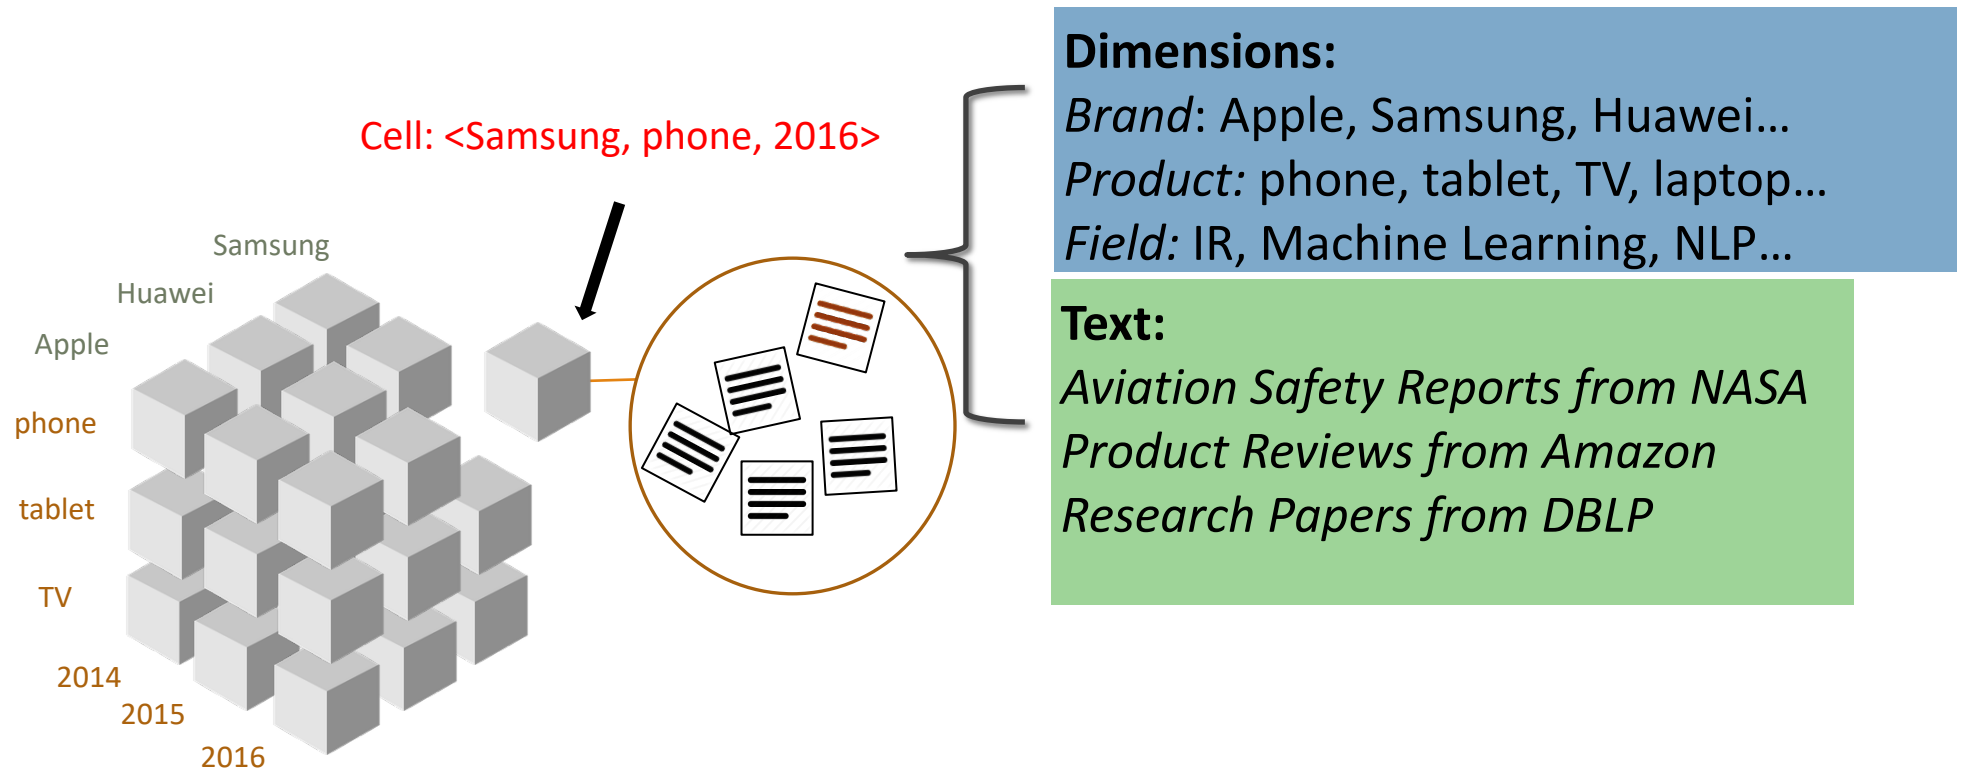 Cell: <Samsung, phone, 2016>
Samsung
Huawei
Apple
phone
tablet
TV
2014
2015
2016
Dimensions:
Brand: Apple, Samsung, Huawei…
Product: phone, tablet, TV, laptop…
Field: IR, Machine Learning, NLP…
Text:
Aviation Safety Reports from NASA
Product Reviews from Amazon
Research Papers from DBLP